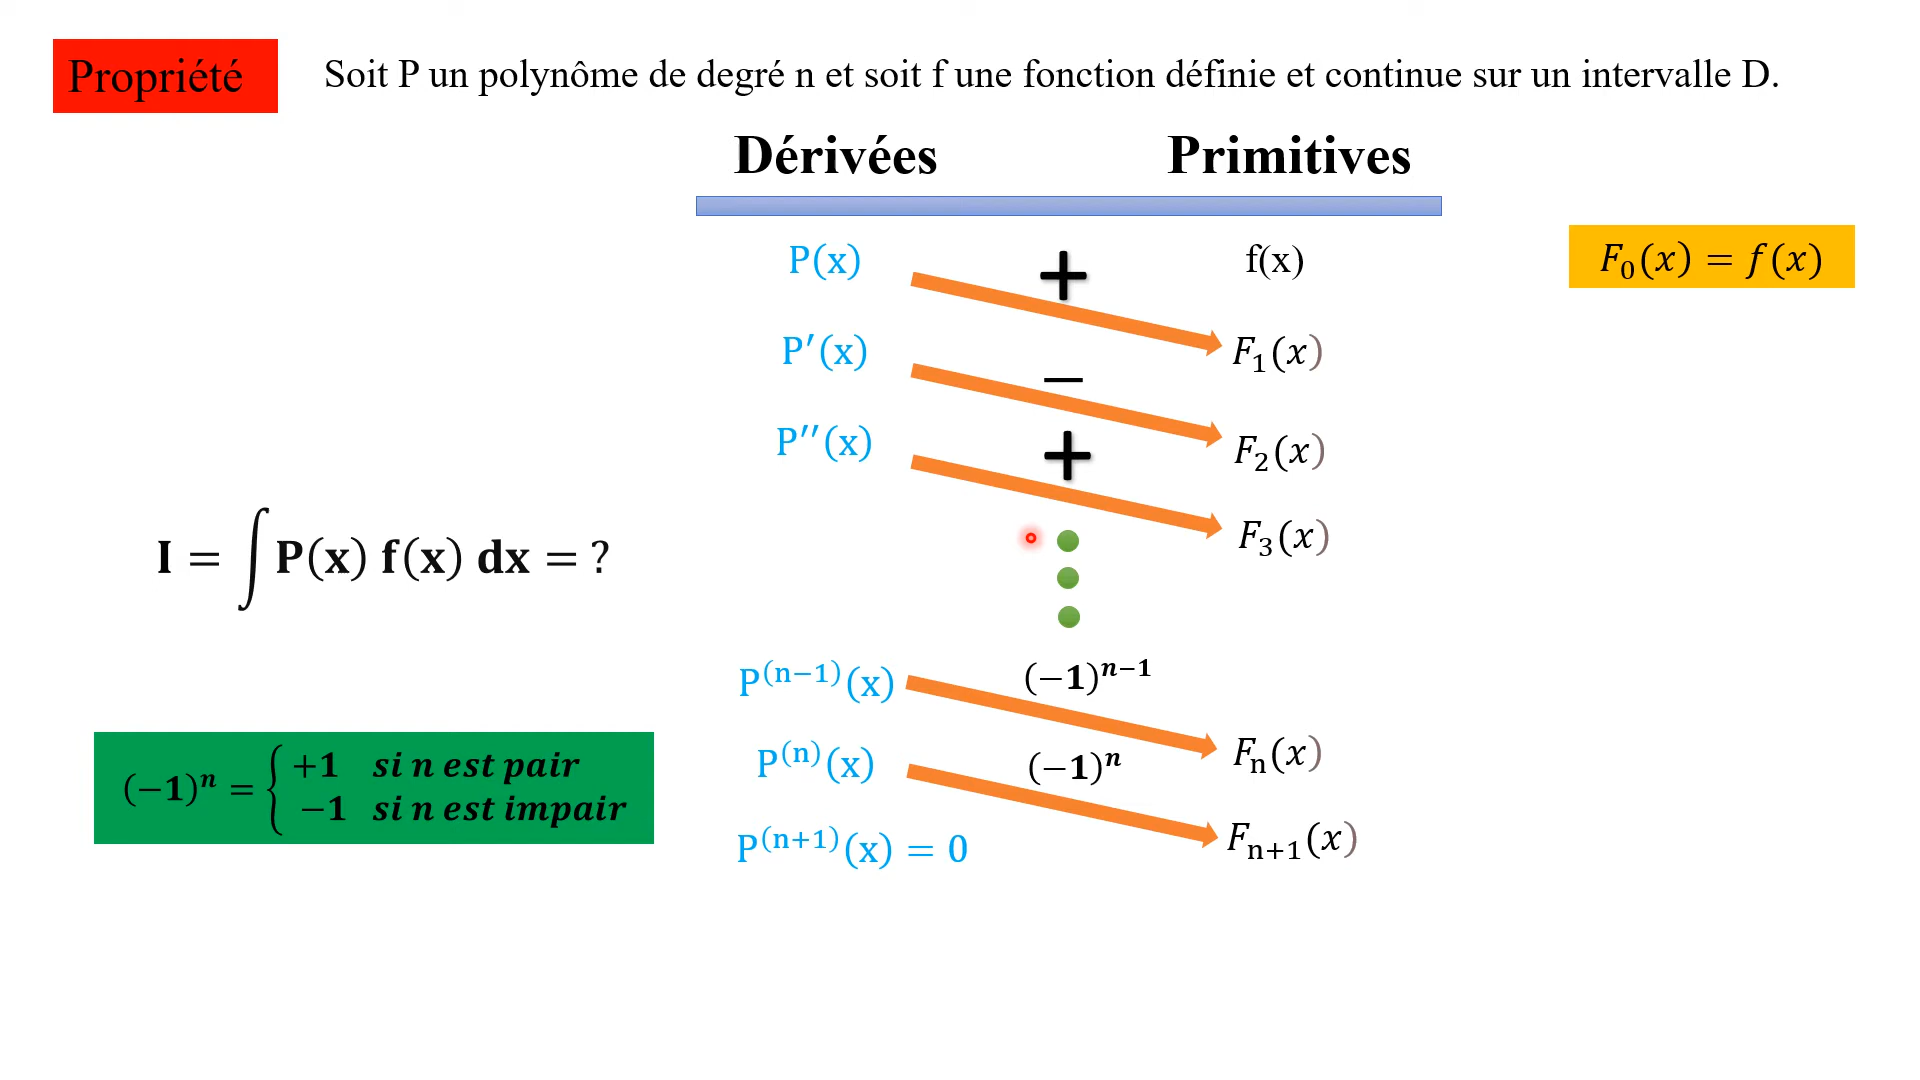 Propriété
Soit P un polynôme de degré n et soit f une fonction définie et continue sur un intervalle D.
Dérivées Primitives
P(x) + f(x)
F₀(x) = f(x)
P′(x) − F₁(x)
P′′(x) + F₂(x)
F₃(x)
I = ∫ P(x) f(x) dx = ?
P⁽ⁿ⁻¹⁾(x) (−1)ⁿ⁻¹
P⁽ⁿ⁾(x) (−1)ⁿ Fₙ(x)
P⁽ⁿ⁺¹⁾(x) = 0 Fₙ₊₁(x)
(−1)ⁿ = { +1 si n est pair
−1 si n est impair